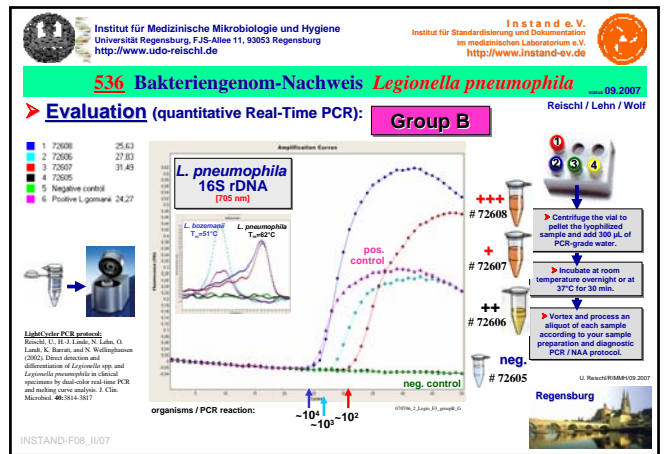 Institut für Medizinische Mikrobiologie und Hygiene
Universität Regensburg, FJS-Allee 11, 93053 Regensburg
http://www.udo-reischl.de
I n s t a n d e. V.
Institut für Standardisierung und Dokumentation
im medizinischen Laboratorium e.V.
http://www.instand-ev.de
536 Bakteriengenom-Nachweis Legionella pneumophila
status 09.2007
Evaluation (quantitative Real-Time PCR):
Group B
Reischl / Lehn / Wolf
1 72608 25,63
2 72606 27,83
3 72607 31,49
4 72605
5 Negative control
6 Positive L.gormanii 24,27
Amplification Curves
L. pneumophila
16S rDNA
[705 nm]
L. bozemanii
Tm=51°C
L. pneumophila
Tm=62°C
pos.
control
neg. control
+++
# 72608
+
# 72607
++
# 72606
neg.
# 72605
1
2
3
4
Centrifuge the vial to
pellet the lyophilized
sample and add 300 µL of
PCR-grade water.
Incubate at room
temperature overnight or at
37°C for 30 min.
Vortex and process an
aliquot of each sample
according to your sample
preparation and diagnostic
PCR / NAA protocol.
LightCycler PCR protocol:
Reischl, U., H.-J. Linde, N. Lehn, O.
Landt, K. Barratt, and N. Wellinghausen
(2002). Direct detection and
differentiation of Legionella spp. and
Legionella pneumophila in clinical
specimens by dual-color real-time PCR
and melting curve analysis. J. Clin.
Microbiol. 40:3814-3817
organisms / PCR reaction:
~10⁴
~10³
~10²
U. Reischl/RIMMH/09.2007
Regensburg
INSTAND-F08_II/07